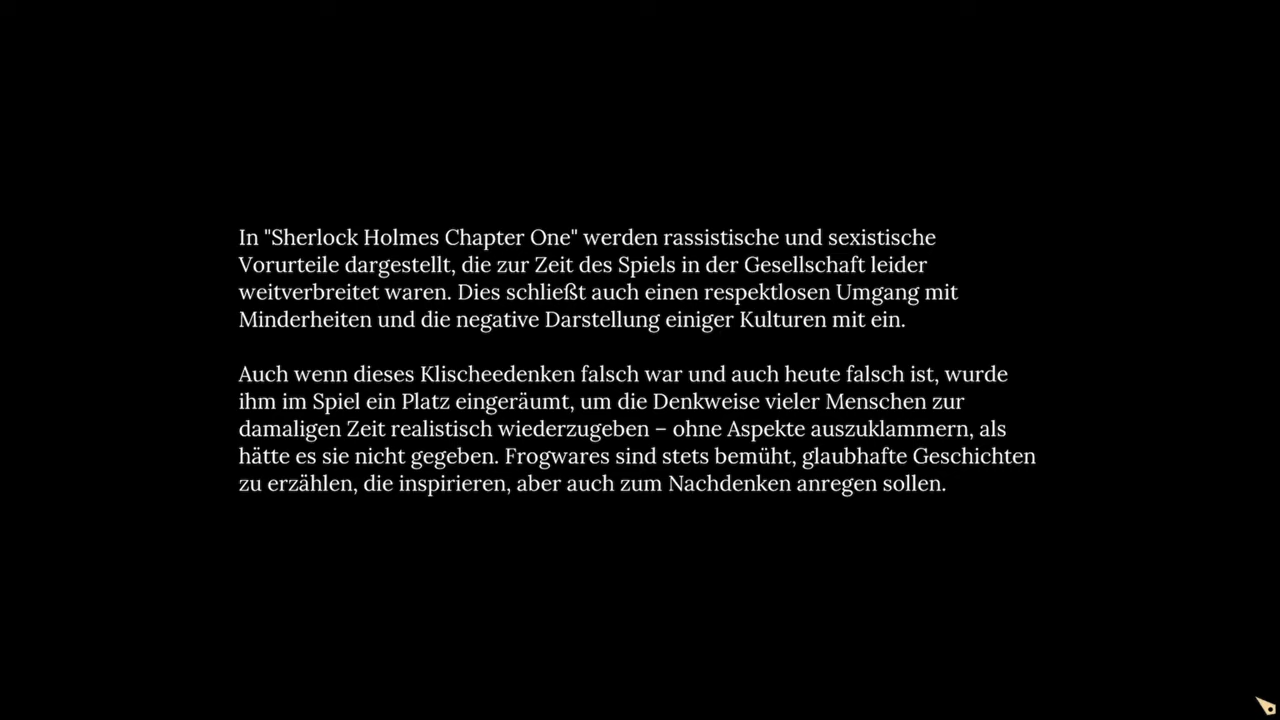 In "Sherlock Holmes Chapter One" werden rassistische und sexistische
Vorurteile dargestellt, die zur Zeit des Spiels in der Gesellschaft leider
weitverbreitet waren. Dies schließt auch einen respektlosen Umgang mit
Minderheiten und die negative Darstellung einiger Kulturen mit ein.
Auch wenn dieses Klischeedenken falsch war und auch heute falsch ist, wurde
ihm im Spiel ein Platz eingeräumt, um die Denkweise vieler Menschen zur
damaligen Zeit realistisch wiederzugeben – ohne Aspekte auszuklammern, als
hätte es sie nicht gegeben. Frogwares sind stets bemüht, glaubhafte Geschichten
zu erzählen, die inspirieren, aber auch zum Nachdenken anregen sollen.